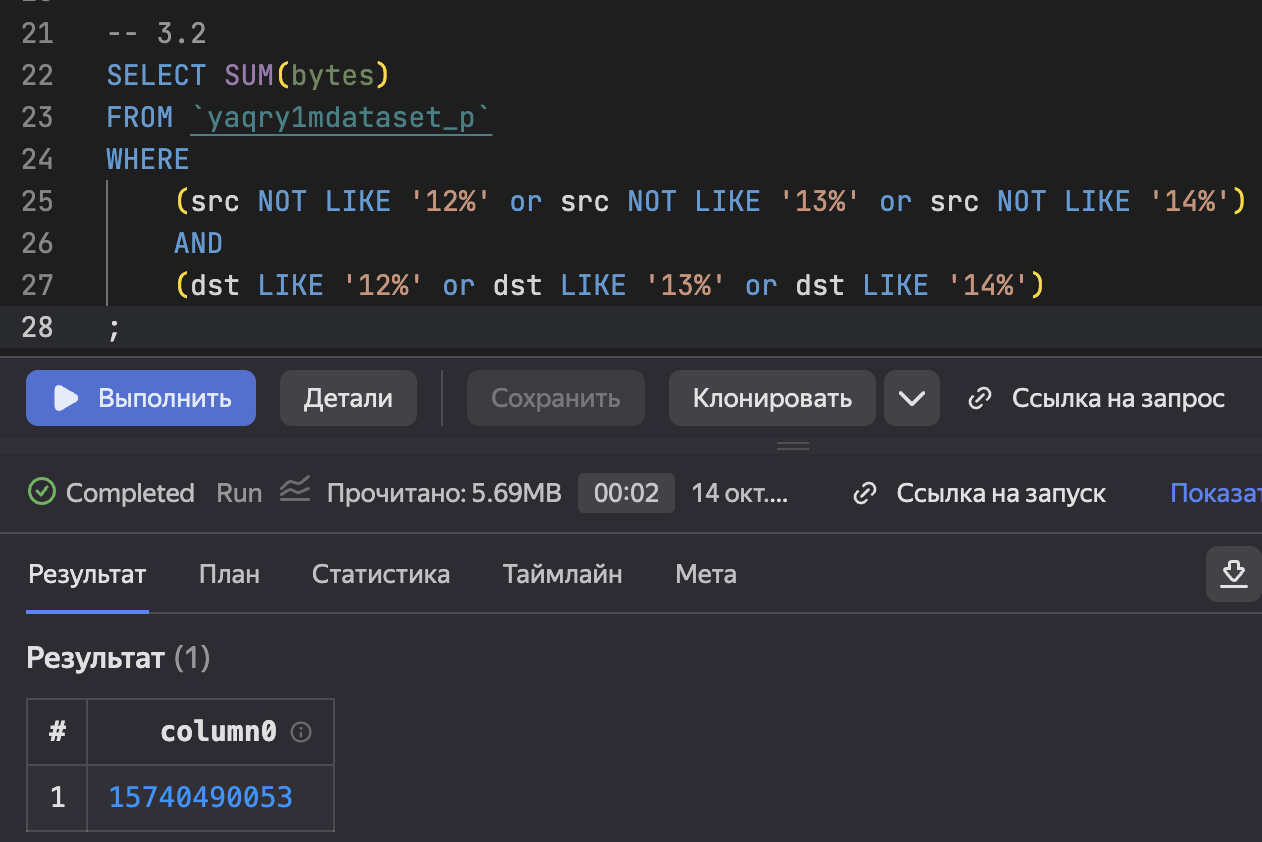 21 -- 3.2
22 SELECT SUM(bytes)
23 FROM `yaqry1mdataset_p`
24 WHERE
25 (src NOT LIKE '12%' or src NOT LIKE '13%' or src NOT LIKE '14%')
26 AND
27 (dst LIKE '12%' or dst LIKE '13%' or dst LIKE '14%')
28 ;
Выполнить Детали Сохранить Клонировать Ссылка на запрос
Completed Run Прочитано: 5.69MB 00:02 14 окт.... Ссылка на запуск Показат
Результат План Статистика Таймлайн Мета
Результат (1)
# column0
1 15740490053